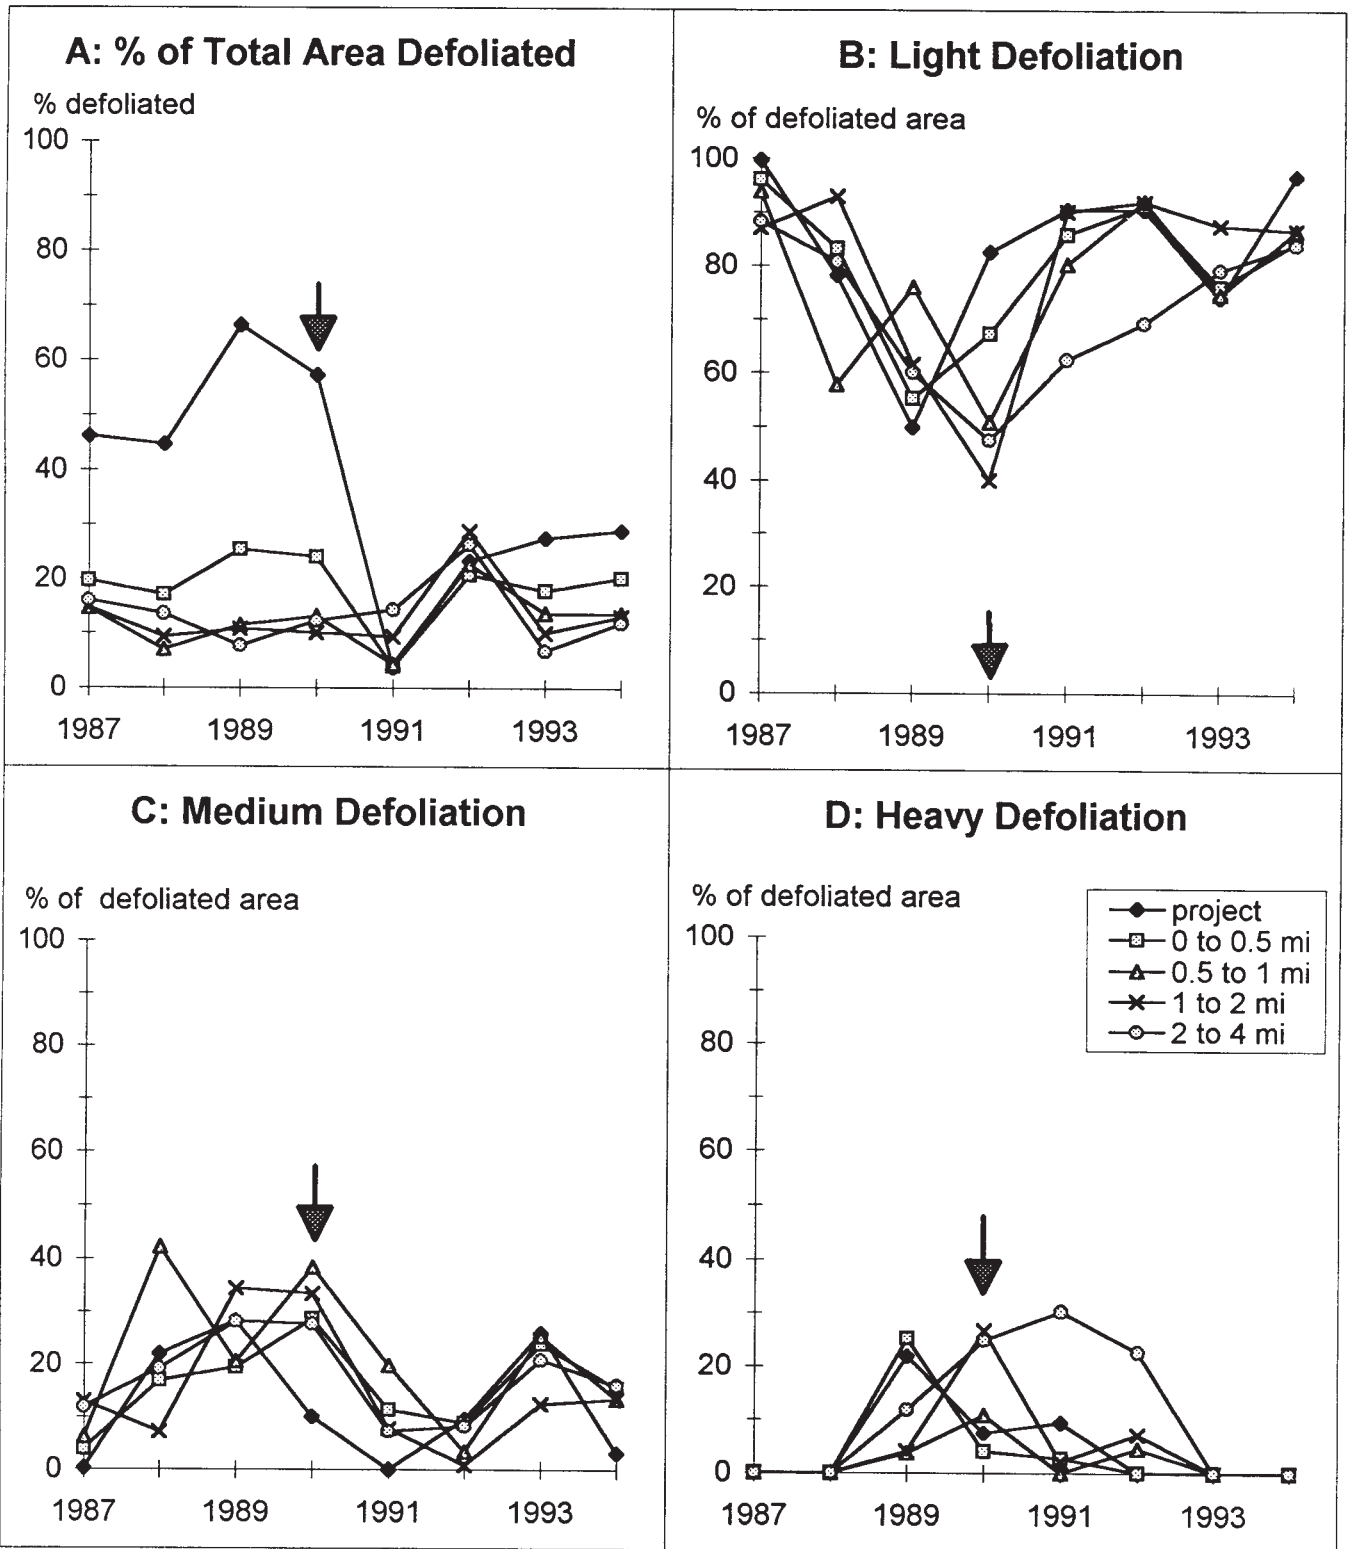 A: % of Total Area Defoliated
% defoliated
100
80
60
40
20
0
1987 1989 1991 1993
B: Light Defoliation
% of defoliated area
100
80
60
40
20
0
1987 1989 1991 1993
C: Medium Defoliation
% of defoliated area
100
80
60
40
20
0
1987 1989 1991 1993
D: Heavy Defoliation
% of defoliated area
100
80
60
40
20
0
1987 1989 1991 1993
project
0 to 0.5 mi
0.5 to 1 mi
1 to 2 mi
2 to 4 mi